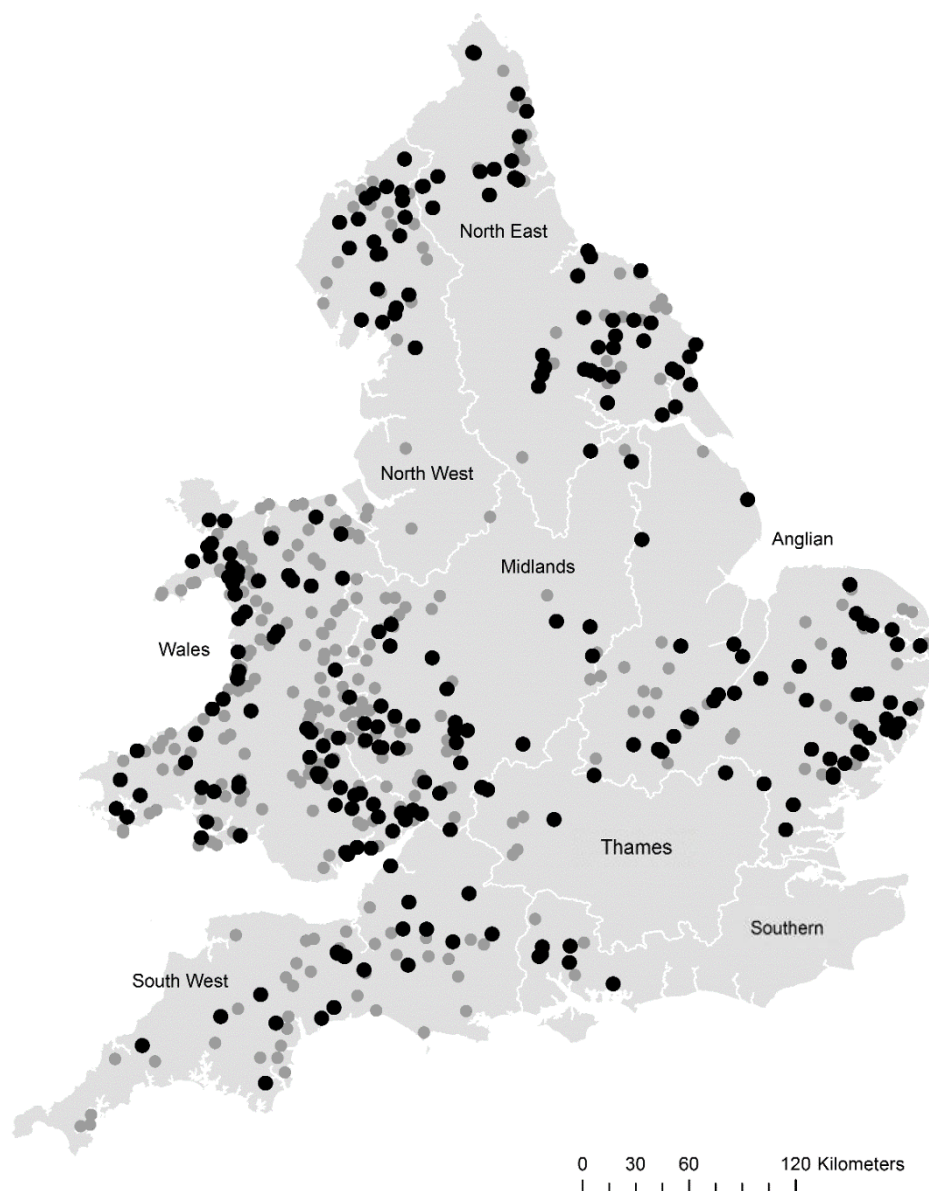 North East
North West
Anglian
Midlands
Wales
Thames
Southern
South West
0 30 60 120 Kilometers